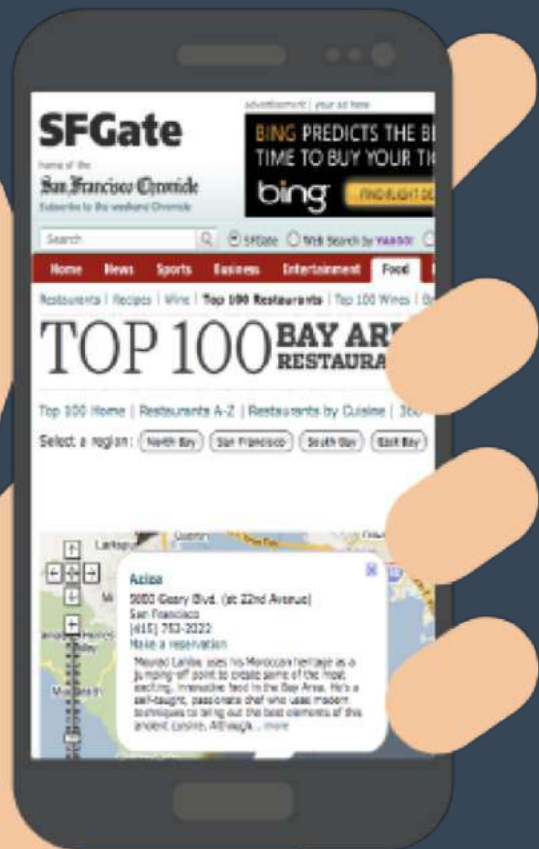 advertisement | your ad here
SFGate
BING PREDICTS THE B
TIME TO BUY YOUR TI
home of the
San Francisco Chronicle
bing
FIND FLIGHT DE
Subscribe to the weekend Chronicle
Search SFGate Web Search by YAHOO!
Home News Sports Business Entertainment Food
Restaurants | Recipes | Wine | Top 100 Restaurants | Top 100 Wines |
TOP 100 BAY AR
RESTAURA
Top 100 Home | Restaurants A-Z | Restaurants by Cuisine |
Select a region: North Bay San Francisco South Bay East Bay
Larkspu
Aziza
5800 Geary Blvd. (at 22nd Avenue)
San Francisco
(415) 752-2222
Make a reservation
Mourad Lahlou uses his Moroccan heritage as a
jumping-off point to create some of the most
exciting, innovative food in the Bay Area. He's a
self-taught, passionate chef who uses modern
techniques to bring out the best elements of this
ancient cuisine. Although... more